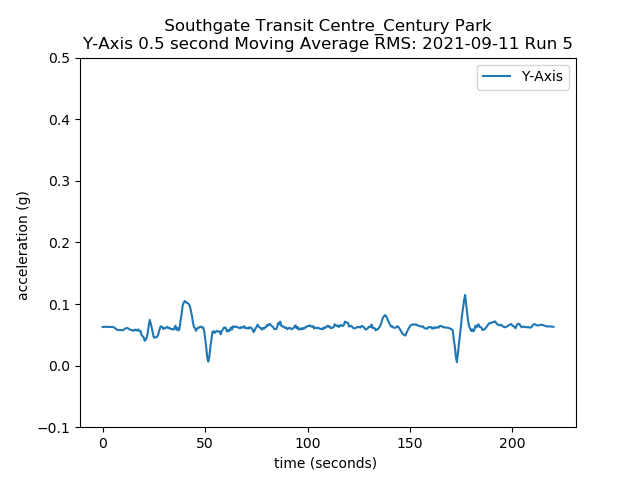 Southgate Transit Centre_Century Park
Y-Axis 0.5 second Moving Average RMS: 2021-09-11 Run 5
Y-Axis
0.5
0.4
0.3
0.2
0.1
0.0
−0.1
acceleration (g)
0 50 100 150 200
time (seconds)